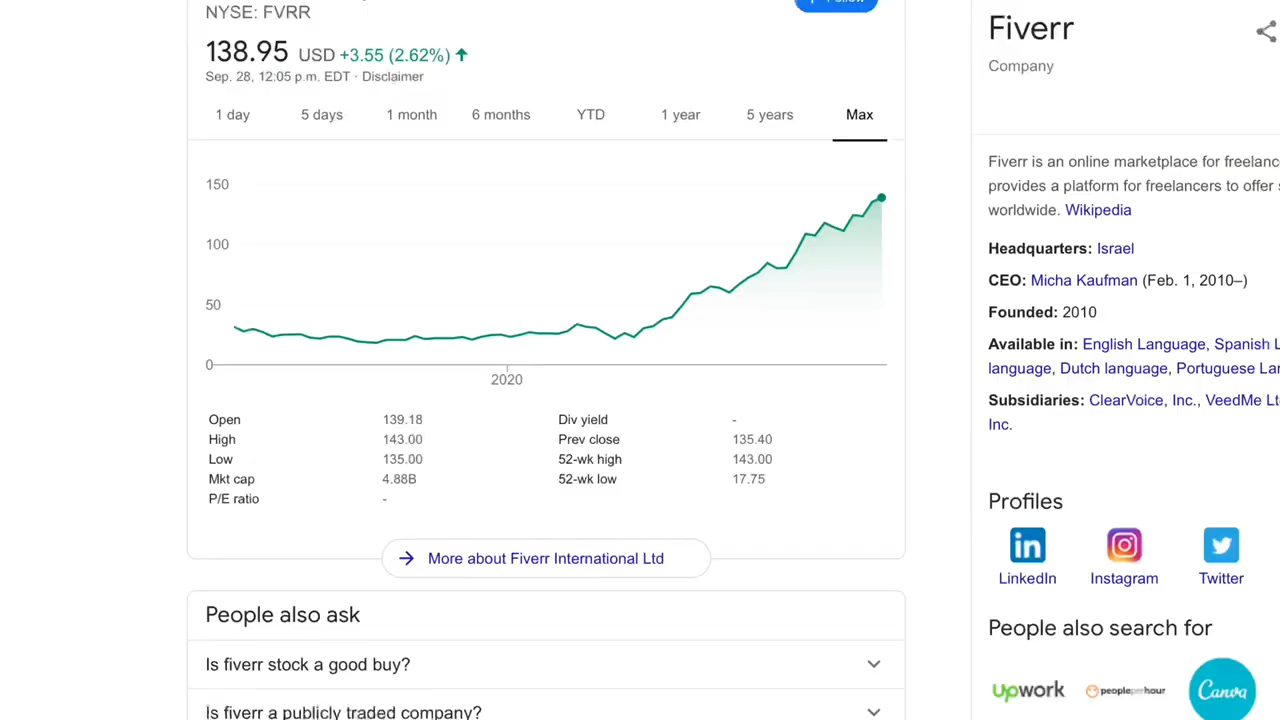 NYSE: FVRR
138.95 USD +3.55 (2.62%)
Sep. 28, 12:05 p.m. EDT · Disclaimer
1 day 5 days 1 month 6 months YTD 1 year 5 years Max
150
100
50
0
2020
Open 139.18 Div yield -
High 143.00 Prev close 135.40
Low 135.00 52-wk high 143.00
Mkt cap 4.88B 52-wk low 17.75
P/E ratio -
More about Fiverr International Ltd
People also ask
Is fiverr stock a good buy?
Is fiverr a publicly traded company?
Fiverr
Company
Fiverr is an online marketplace for freelanc
provides a platform for freelancers to offer s
worldwide. Wikipedia
Headquarters: Israel
CEO: Micha Kaufman (Feb. 1, 2010–)
Founded: 2010
Available in: English Language, Spanish L
language, Dutch language, Portuguese Lan
Subsidiaries: ClearVoice, Inc., VeedMe Lt
Inc.
Profiles
LinkedIn Instagram Twitter
People also search for
upwork peopleperhour Canva